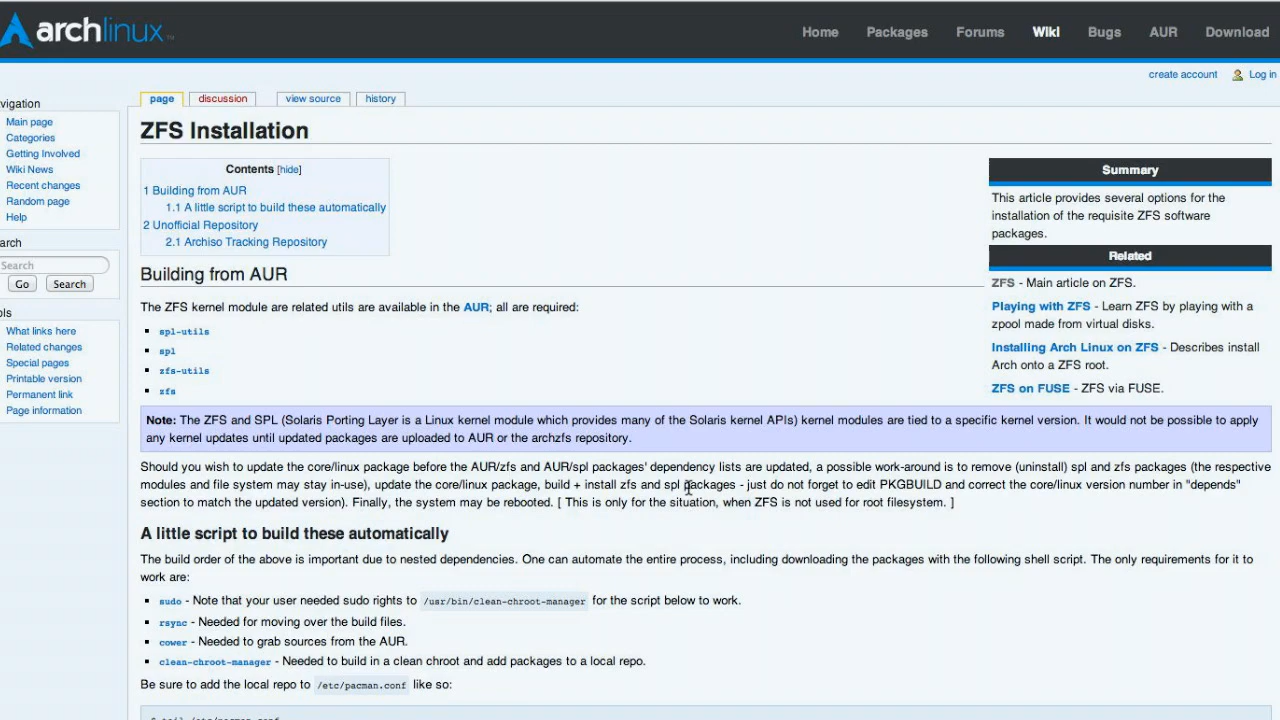 archlinux
Home Packages Forums Wiki Bugs AUR Download
create account Log in
page discussion view source history
vigation
Main page
Categories
Getting Involved
Wiki News
Recent changes
Random page
Help
arch
Search
Go Search
ols
What links here
Related changes
Special pages
Printable version
Permanent link
Page information
ZFS Installation
Contents [hide]
1 Building from AUR
1.1 A little script to build these automatically
2 Unofficial Repository
2.1 Archiso Tracking Repository
Summary
This article provides several options for the
installation of the requisite ZFS software
packages.
Related
ZFS - Main article on ZFS.
Playing with ZFS - Learn ZFS by playing with a
zpool made from virtual disks.
Installing Arch Linux on ZFS - Describes install
Arch onto a ZFS root.
ZFS on FUSE - ZFS via FUSE.
Building from AUR
The ZFS kernel module are related utils are available in the AUR; all are required:
spl-utils
spl
zfs-utils
zfs
Note: The ZFS and SPL (Solaris Porting Layer is a Linux kernel module which provides many of the Solaris kernel APIs) kernel modules are tied to a specific kernel version. It would not be possible to apply
any kernel updates until updated packages are uploaded to AUR or the archzfs repository.
Should you wish to update the core/linux package before the AUR/zfs and AUR/spl packages' dependency lists are updated, a possible work-around is to remove (uninstall) spl and zfs packages (the respective
modules and file system may stay in-use), update the core/linux package, build + install zfs and spl packages - just do not forget to edit PKGBUILD and correct the core/linux version number in "depends"
section to match the updated version). Finally, the system may be rebooted. [ This is only for the situation, when ZFS is not used for root filesystem. ]
A little script to build these automatically
The build order of the above is important due to nested dependencies. One can automate the entire process, including downloading the packages with the following shell script. The only requirements for it to
work are:
sudo - Note that your user needed sudo rights to /usr/bin/clean-chroot-manager for the script below to work.
rsync - Needed for moving over the build files.
cower - Needed to grab sources from the AUR.
clean-chroot-manager - Needed to build in a clean chroot and add packages to a local repo.
Be sure to add the local repo to /etc/pacman.conf like so:
$ tail /etc/pacman.conf